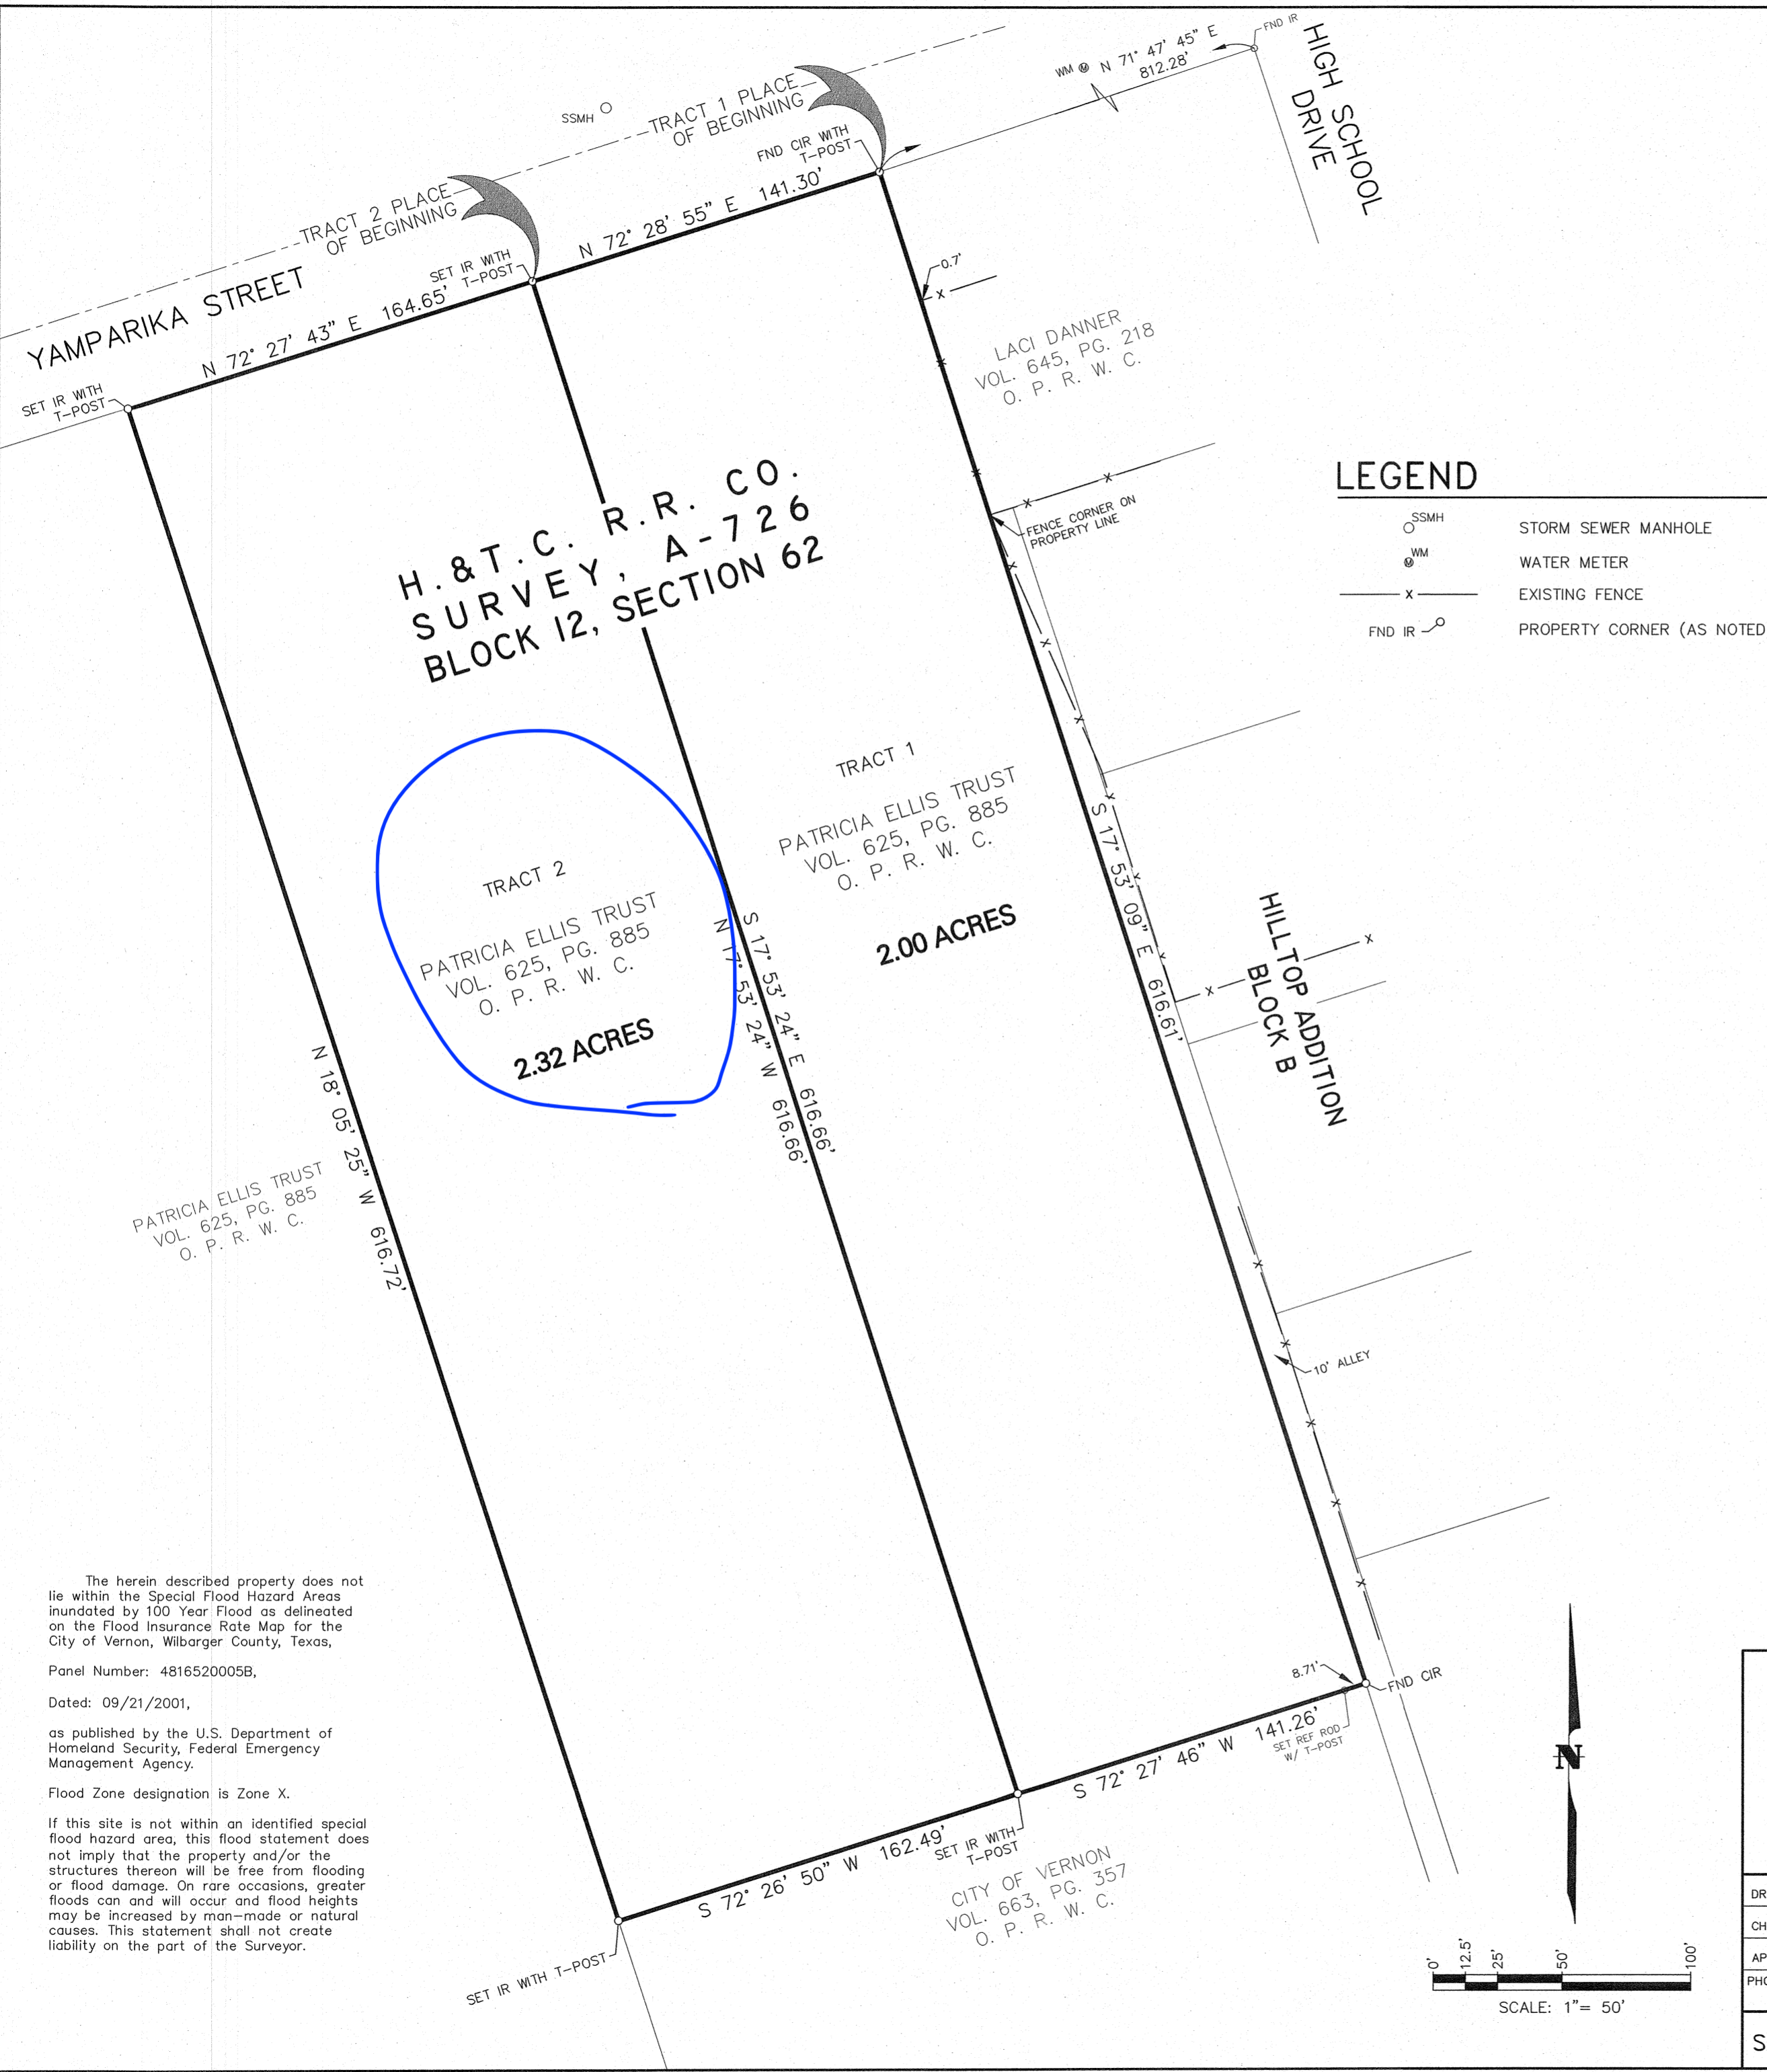 FND IR
HIGH SCHOOL
DRIVE
WM N 71° 47' 45" E
812.28'
SSMH
TRACT 1 PLACE
OF BEGINNING
FND CIR WITH
T-POST
TRACT 2 PLACE
OF BEGINNING
SET IR WITH
T-POST
N 72° 28' 55" E 141.30'
YAMPARIKA STREET
N 72° 27' 43" E 164.65'
SET IR WITH
T-POST
0.7'
LACI DANNER
VOL. 645, PG. 218
O. P. R. W. C.
FENCE CORNER ON
PROPERTY LINE
H.&T.C. R.R. CO.
SURVEY, A-726
BLOCK 12, SECTION 62
LEGEND
SSMH STORM SEWER MANHOLE
WM WATER METER
X EXISTING FENCE
FND IR PROPERTY CORNER (AS NOTED
TRACT 1
PATRICIA ELLIS TRUST
VOL. 625, PG. 885
O. P. R. W. C.
2.00 ACRES
TRACT 2
PATRICIA ELLIS TRUST
VOL. 625, PG. 885
O. P. R. W. C.
2.32 ACRES
S 17° 53' 24" E 616.66'
N 17° 53' 24" W 616.66'
S 17° 53' 09" E 616.61'
HILLTOP ADDITION
BLOCK B
N 18° 05' 25" W 616.72'
PATRICIA ELLIS TRUST
VOL. 625, PG. 885
O. P. R. W. C.
10' ALLEY
8.71'
FND CIR
SET REF ROD
W/ T-POST
S 72° 27' 46" W 141.26'
SET IR WITH
T-POST
S 72° 26' 50" W 162.49'
CITY OF VERNON
VOL. 663, PG. 357
O. P. R. W. C.
SET IR WITH T-POST
The herein described property does not
lie within the Special Flood Hazard Areas
inundated by 100 Year Flood as delineated
on the Flood Insurance Rate Map for the
City of Vernon, Wilbarger County, Texas,
Panel Number: 4816520005B,
Dated: 09/21/2001,
as published by the U.S. Department of
Homeland Security, Federal Emergency
Management Agency.
Flood Zone designation is Zone X.
If this site is not within an identified special
flood hazard area, this flood statement does
not imply that the property and/or the
structures thereon will be free from flooding
or flood damage. On rare occasions, greater
floods can and will occur and flood heights
may be increased by man-made or natural
causes. This statement shall not create
liability on the part of the Surveyor.
N
0' 12.5' 25' 50' 100'
SCALE: 1"= 50'
DR
CH
AP
PHO
S